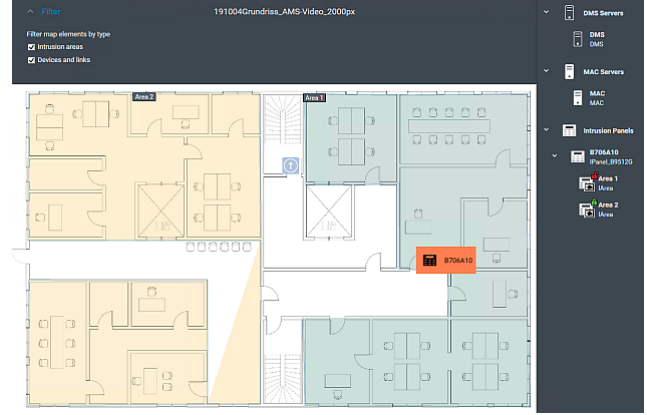 Filter
191004Grundriss_AMS-Video_2000px
Filter map elements by type
Intrusion areas
Devices and links
Area 2
Area 1
B706A10
DMS Servers
DMS
DMS
MAC Servers
MAC
MAC
Intrusion Panels
B706A10
IPanel_B9512G
Area 1
IArea
Area 2
IArea